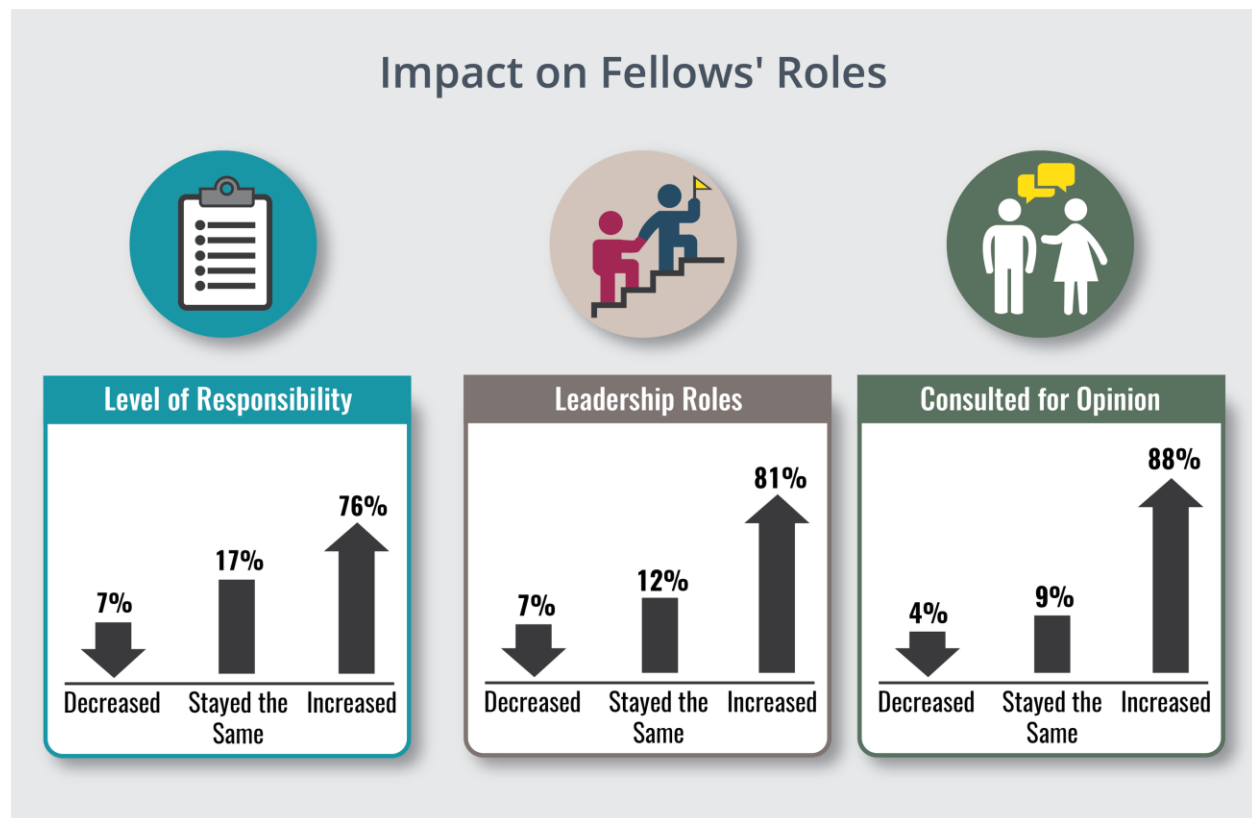 Impact on Fellows' Roles
Level of Responsibility
7%
17%
76%
Decreased
Stayed the
Same
Increased
Leadership Roles
7%
12%
81%
Decreased
Stayed the
Same
Increased
Consulted for Opinion
4%
9%
88%
Decreased
Stayed the
Same
Increased